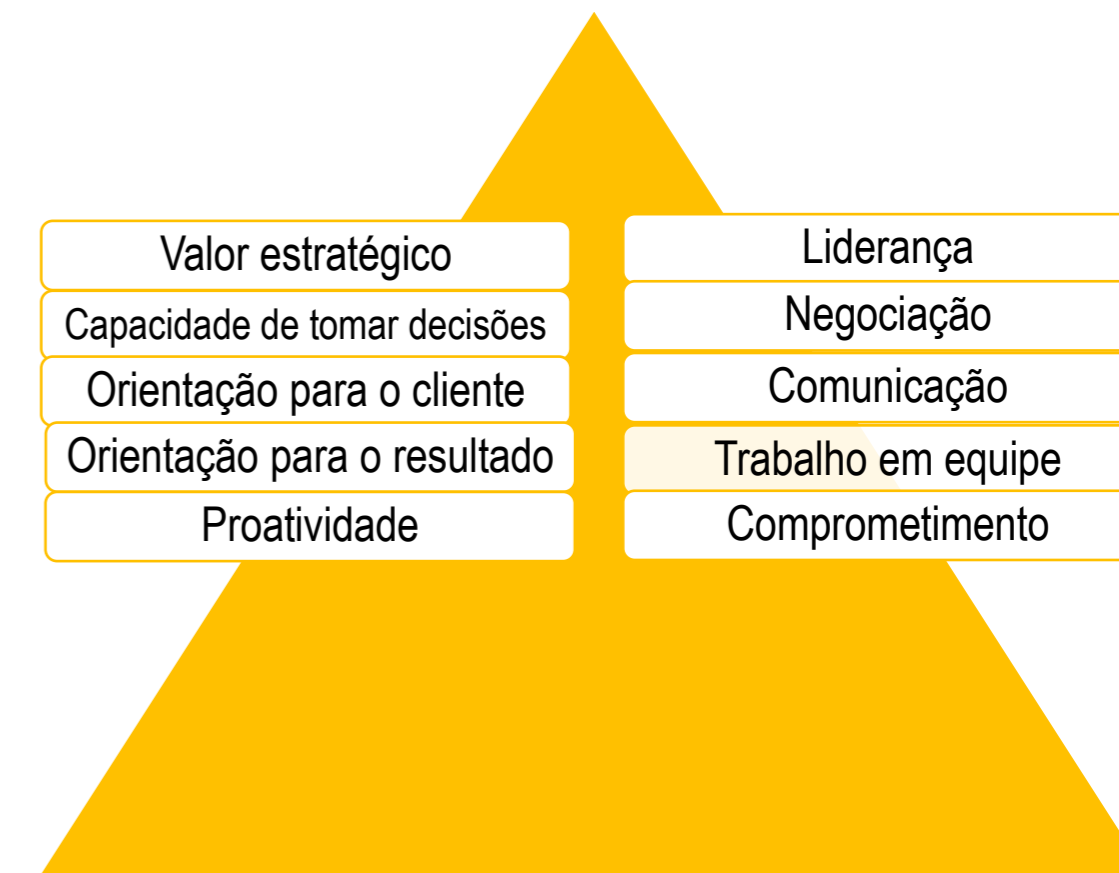 Valor estratégico
Capacidade de tomar decisões
Orientação para o cliente
Orientação para o resultado
Proatividade
Liderança
Negociação
Comunicação
Trabalho em equipe
Comprometimento